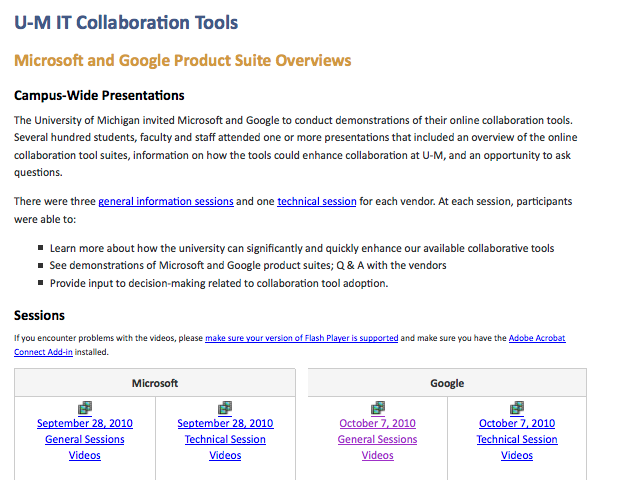 U-M IT Collaboration Tools
Microsoft and Google Product Suite Overviews
Campus-Wide Presentations
The University of Michigan invited Microsoft and Google to conduct demonstrations of their online collaboration tools.
Several hundred students, faculty and staff attended one or more presentations that included an overview of the online
collaboration tool suites, information on how the tools could enhance collaboration at U-M, and an opportunity to ask
questions.
There were three general information sessions and one technical session for each vendor. At each session, participants
were able to:
Learn more about how the university can significantly and quickly enhance our available collaborative tools
See demonstrations of Microsoft and Google product suites; Q & A with the vendors
Provide input to decision-making related to collaboration tool adoption.
Sessions
If you encounter problems with the videos, please make sure your version of Flash Player is supported and make sure you have the Adobe Acrobat
Connect Add-in installed.
Microsoft
September 28, 2010
General Sessions
Videos
September 28, 2010
Technical Session
Videos
Google
October 7, 2010
General Sessions
Videos
October 7, 2010
Technical Session
Videos